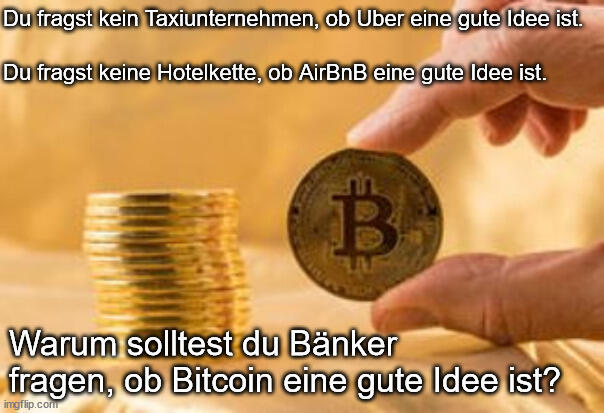 Du fragst kein Taxiunternehmen, ob Uber eine gute Idee ist.
Du fragst keine Hotelkette, ob AirBnB eine gute Idee ist.
Warum solltest du Bänker
fragen, ob Bitcoin eine gute Idee ist?
imgflip.com